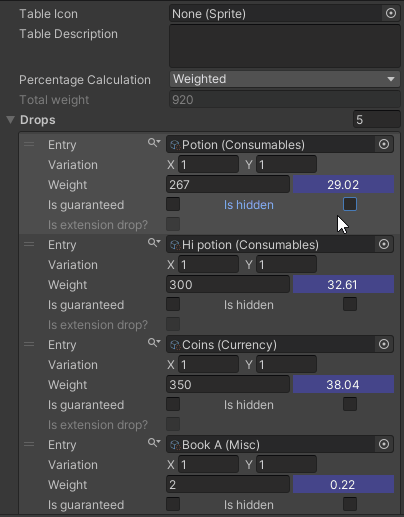 Table Icon None (Sprite)
Table Description
Percentage Calculation Weighted
Total weight 920
Drops 5
Entry Potion (Consumables)
Variation X 1 Y 1
Weight 267 29.02
Is guaranteed Is hidden
Is extension drop?
Entry Hi potion (Consumables)
Variation X 1 Y 1
Weight 300 32.61
Is guaranteed Is hidden
Is extension drop?
Entry Coins (Currency)
Variation X 1 Y 1
Weight 350 38.04
Is guaranteed Is hidden
Is extension drop?
Entry Book A (Misc)
Variation X 1 Y 1
Weight 2 0.22
Is guaranteed Is hidden